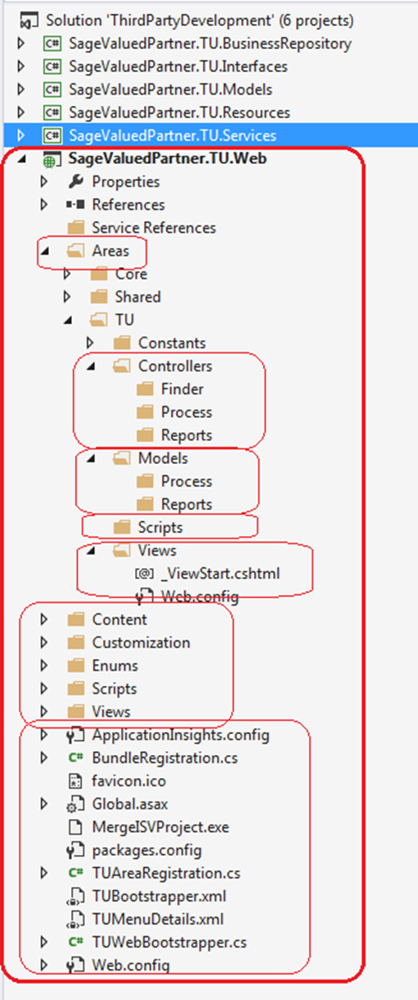 Solution 'ThirdPartyDevelopment' (6 projects)
C# SageValuedPartner.TU.BusinessRepository
C# SageValuedPartner.TU.Interfaces
C# SageValuedPartner.TU.Models
C# SageValuedPartner.TU.Resources
C# SageValuedPartner.TU.Services
SageValuedPartner.TU.Web
Properties
References
Service References
Areas
Core
Shared
TU
Constants
Controllers
Finder
Process
Reports
Models
Process
Reports
Scripts
Views
[@] _ViewStart.cshtml
Web.config
Content
Customization
Enums
Scripts
Views
ApplicationInsights.config
C# BundleRegistration.cs
favicon.ico
Global.asax
MergeISVProject.exe
packages.config
C# TUAreaRegistration.cs
TUBootstrapper.xml
TUMenuDetails.xml
C# TUWebBootstrapper.cs
Web.config